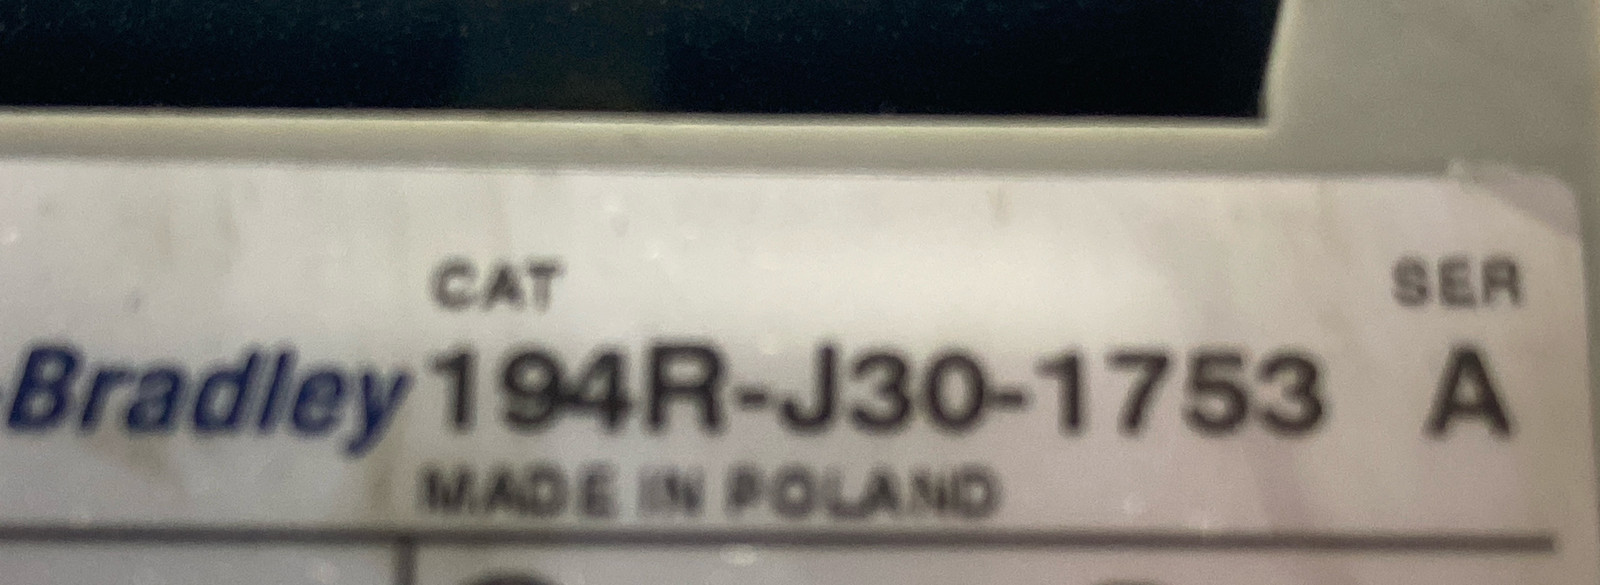 CAT SER
Bradley 194R-J30-1753 A
MADE IN POLAND